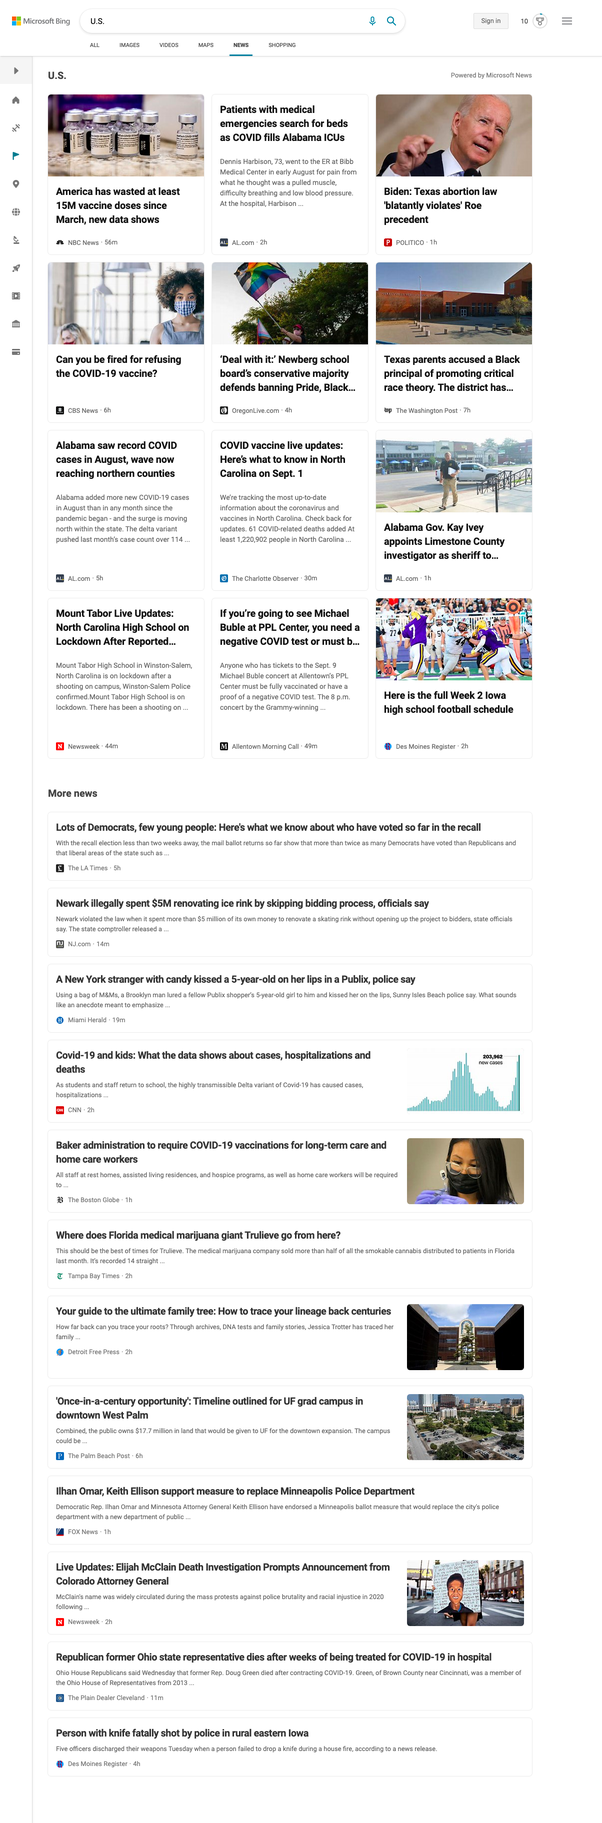 Microsoft Bing
U.S.
Sign in
10
ALL IMAGES VIDEOS MAPS NEWS SHOPPING
U.S.
Powered by Microsoft News
America has wasted at least
15M vaccine doses since
March, new data shows
NBC News · 56m
Patients with medical
emergencies search for beds
as COVID fills Alabama ICUs
Dennis Harbison, 73, went to the ER at Bibb
Medical Center in early August for pain from
what he thought was a pulled muscle,
difficulty breathing and low blood pressure.
At the hospital, Harbison ...
AL.com · 2h
Biden: Texas abortion law
'blatantly violates' Roe
precedent
POLITICO · 1h
Can you be fired for refusing
the COVID-19 vaccine?
CBS News · 6h
'Deal with it:' Newberg school
board's conservative majority
defends banning Pride, Black...
OregonLive.com · 4h
Texas parents accused a Black
principal of promoting critical
race theory. The district has...
The Washington Post · 7h
Alabama saw record COVID
cases in August, wave now
reaching northern counties
Alabama added more new COVID-19 cases
in August than in any month since the
pandemic began - and the surge is moving
north within the state. The delta variant
pushed last month's case count over 114 ...
AL.com · 5h
COVID vaccine live updates:
Here's what to know in North
Carolina on Sept. 1
We're tracking the most up-to-date
information about the coronavirus and
vaccines in North Carolina. Check back for
updates. 61 COVID-related deaths added At
least 1,220,902 people in North Carolina ...
The Charlotte Observer · 30m
Alabama Gov. Kay Ivey
appoints Limestone County
investigator as sheriff to...
AL.com · 1h
Mount Tabor Live Updates:
North Carolina High School on
Lockdown After Reported...
Mount Tabor High School in Winston-Salem,
North Carolina is on lockdown after a
shooting on campus, Winston-Salem Police
confirmed.Mount Tabor High School is on
lockdown. There has been a shooting on ...
Newsweek · 44m
If you're going to see Michael
Buble at PPL Center, you need a
negative COVID test or must b...
Anyone who has tickets to the Sept. 9
Michael Buble concert at Allentown's PPL
Center must be fully vaccinated or have a
proof of a negative COVID test. The 8 p.m.
concert by the Grammy-winning ...
Allentown Morning Call · 49m
Here is the full Week 2 Iowa
high school football schedule
Des Moines Register · 2h
More news
Lots of Democrats, few young people: Here's what we know about who have voted so far in the recall
With the recall election less than two weeks away, the mail ballot returns so far show that more than twice as many Democrats have voted than Republicans and
that liberal areas of the state such as ...
The LA Times · 5h
Newark illegally spent $5M renovating ice rink by skipping bidding process, officials say
Newark violated the law when it spent more than $5 million of its own money to renovate a skating rink without opening up the project to bidders, state officials
say. The state comptroller released a ...
NJ.com · 14m
A New York stranger with candy kissed a 5-year-old on her lips in a Publix, police say
Using a bag of M&Ms, a Brooklyn man lured a fellow Publix shopper's 5-year-old girl to him and kissed her on the lips, Sunny Isles Beach police say. What sounds
like an anecdote meant to emphasize ...
Miami Herald · 19m
Covid-19 and kids: What the data shows about cases, hospitalizations and
deaths
As students and staff return to school, the highly transmissible Delta variant of Covid-19 has caused cases,
hospitalizations ...
CNN · 2h
203,962
new cases
Baker administration to require COVID-19 vaccinations for long-term care and
home care workers
All staff at rest homes, assisted living residences, and hospice programs, as well as home care workers will be required
to ...
The Boston Globe · 1h
Where does Florida medical marijuana giant Trulieve go from here?
This should be the best of times for Trulieve. The medical marijuana company sold more than half of all the smokable cannabis distributed to patients in Florida
last month. It's recorded 14 straight ...
Tampa Bay Times · 2h
Your guide to the ultimate family tree: How to trace your lineage back centuries
How far back can you trace your roots? Through archives, DNA tests and family stories, Jessica Trotter has traced her
family ...
Detroit Free Press · 2h
'Once-in-a-century opportunity': Timeline outlined for UF grad campus in
downtown West Palm
Combined, the public owns $17.7 million in land that would be given to UF for the downtown expansion. The campus
could be ...
The Palm Beach Post · 6h
Ilhan Omar, Keith Ellison support measure to replace Minneapolis Police Department
Democratic Rep. Ilhan Omar and Minnesota Attorney General Keith Ellison have endorsed a Minneapolis ballot measure that would replace the city's police
department with a new department of public ...
FOX News · 1h
Live Updates: Elijah McClain Death Investigation Prompts Announcement from
Colorado Attorney General
McClain's name was widely circulated during the mass protests against police brutality and racial injustice in 2020
following ...
Newsweek · 2h
Republican former Ohio state representative dies after weeks of being treated for COVID-19 in hospital
Ohio House Republicans said Wednesday that former Rep. Doug Green died after contracting COVID-19. Green, of Brown County near Cincinnati, was a member of
the Ohio House of Representatives from 2013 ...
The Plain Dealer Cleveland · 11m
Person with knife fatally shot by police in rural eastern Iowa
Five officers discharged their weapons Tuesday when a person failed to drop a knife during a house fire, according to a news release.
Des Moines Register · 4h